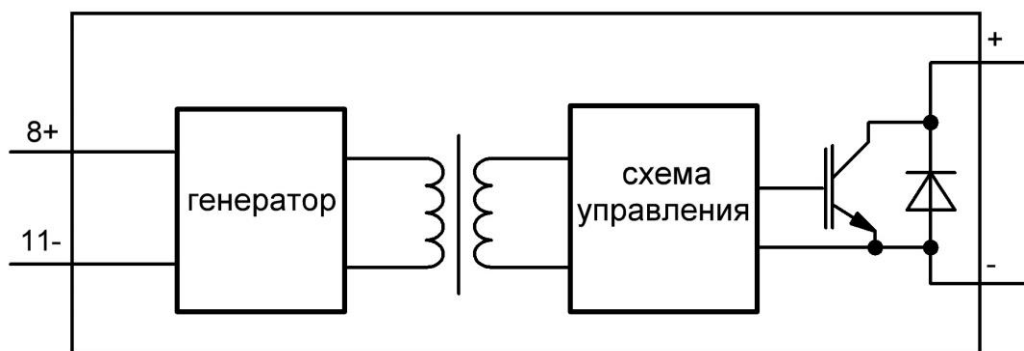 +
8+
генератор
11-
схема
управления
-